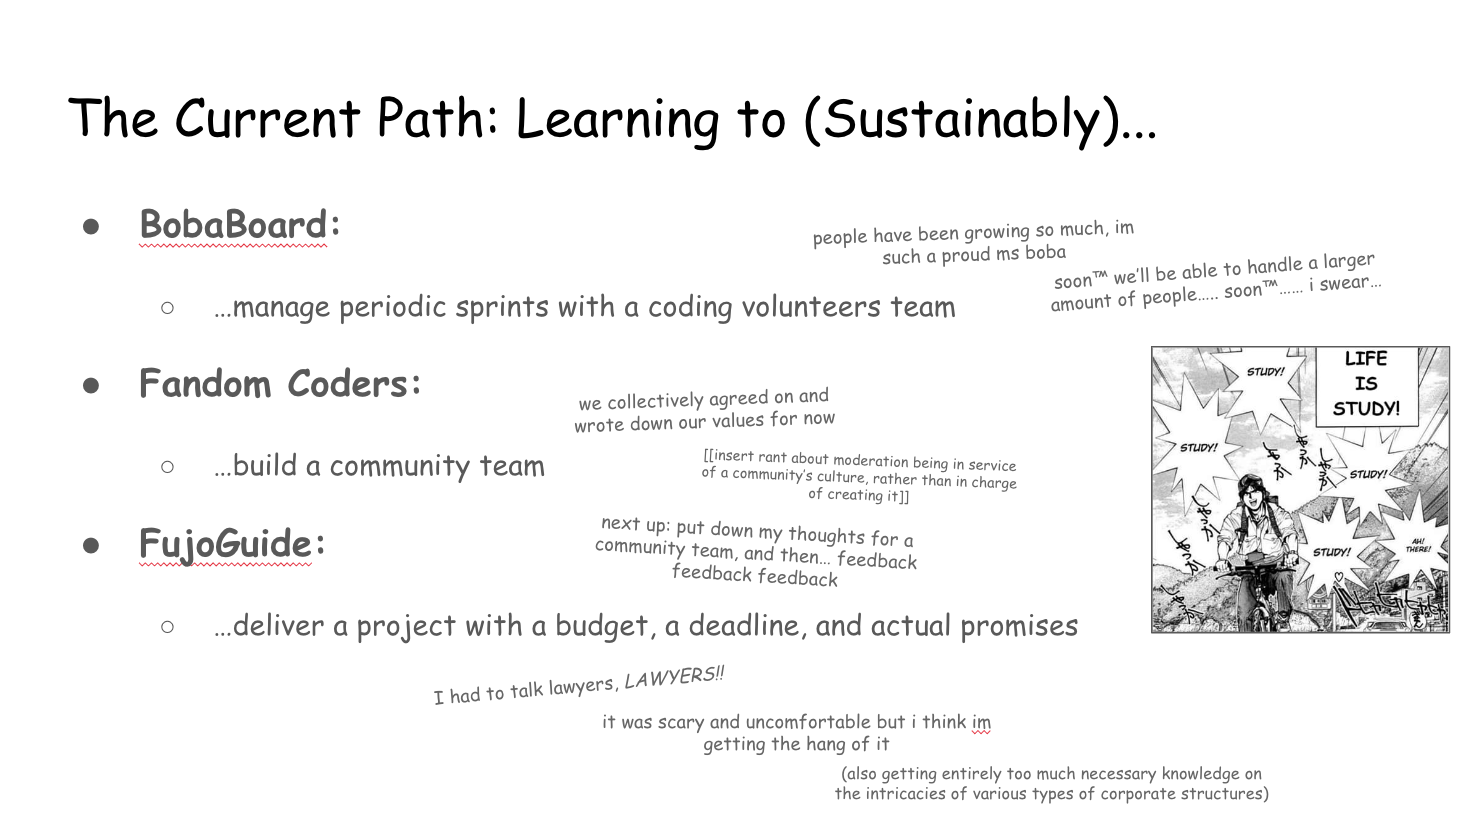 The Current Path: Learning to (Sustainably)...
● BobaBoard:
people have been growing so much, im
such a proud ms boba
soon™ we'll be able to handle a larger
amount of people….. soon™…… i swear…
○ …manage periodic sprints with a coding volunteers team
● Fandom Coders:
we collectively agreed on and
wrote down our values for now
○ …build a community team
[[insert rant about moderation being in service
of a community's culture, rather than in charge
of creating it]]
● FujoGuide:
next up: put down my thoughts for a
community team, and then… feedback
feedback feedback
○ …deliver a project with a budget, a deadline, and actual promises
I had to talk lawyers, LAWYERS!!
it was scary and uncomfortable but i think im
getting the hang of it
(also getting entirely too much necessary knowledge on
the intricacies of various types of corporate structures)
LIFE
IS
STUDY!
STUDY!
STUDY!
STUDY!
STUDY!
AH!
THERE!